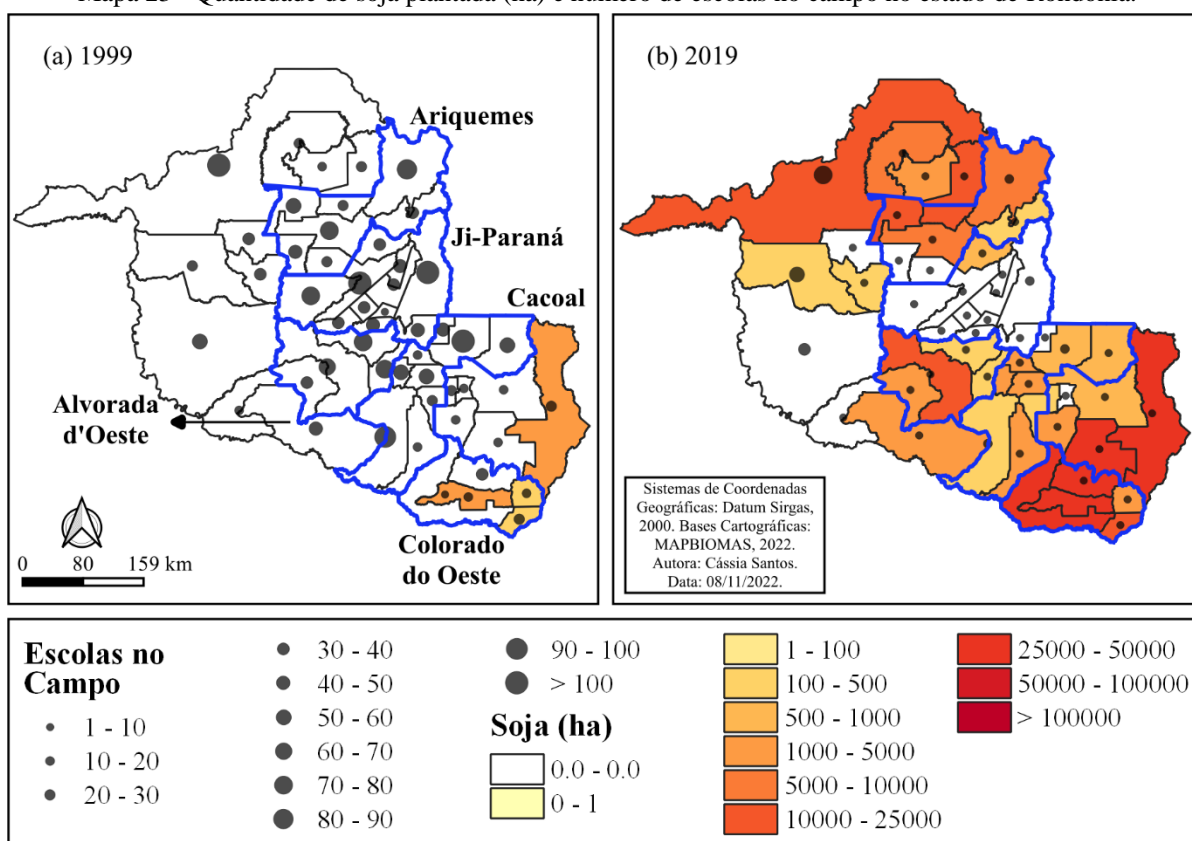 Mapa 23 - Quantidade de soja plantada (ha) e número de escolas no campo no estado de Rondônia.
(a) 1999
Ariquemes
Ji-Paraná
Cacoal
Alvorada
d'Oeste
Colorado
do Oeste
0 80 159 km
(b) 2019
Sistemas de Coordenadas
Geográficas: Datum Sirgas,
2000. Bases Cartográficas:
MAPBIOMAS, 2022.
Autora: Cássia Santos.
Data: 08/11/2022.
Escolas no
Campo
1 - 10
10 - 20
20 - 30
30 - 40
40 - 50
50 - 60
60 - 70
70 - 80
80 - 90
90 - 100
> 100
Soja (ha)
0.0 - 0.0
0 - 1
1 - 100
100 - 500
500 - 1000
1000 - 5000
5000 - 10000
10000 - 25000
25000 - 50000
50000 - 100000
> 100000